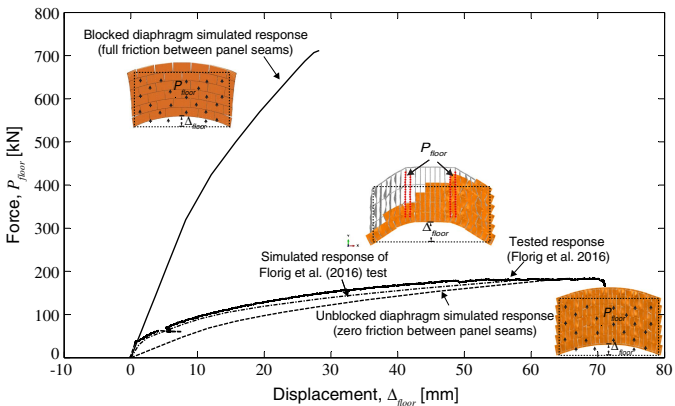 800
700
600
500
400
300
200
100
0
Force, P_floor [kN]
Blocked diaphragm simulated response
(full friction between panel seams)
P_floor
Δ_floor
P_floor
Δ_floor
Y
X
Simulated response of
Florig et al. (2016) test
Tested response
(Florig et al. 2016)
Unblocked diaphragm simulated response
(zero friction between panel seams)
P_floor
Δ_floor
-10 0 10 20 30 40 50 60 70 80
Displacement, Δ_floor [mm]